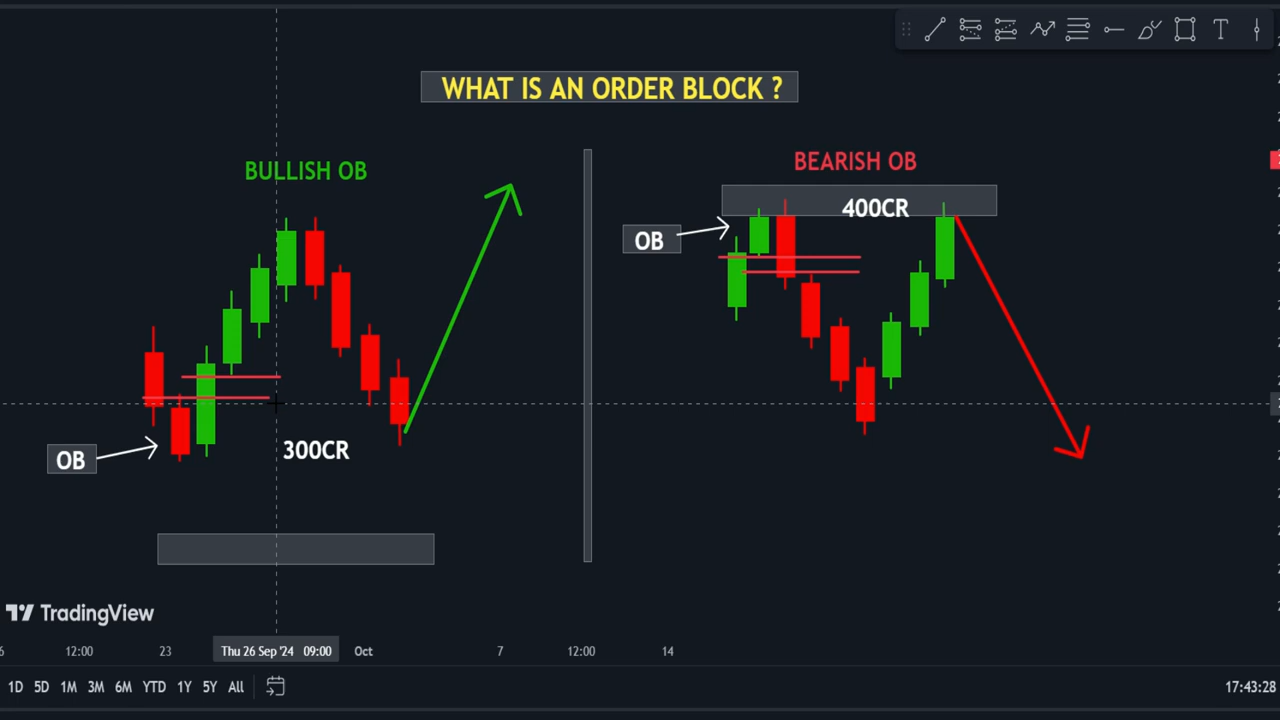 WHAT IS AN ORDER BLOCK ?
BULLISH OB
BEARISH OB
400CR
OB
OB
300CR
TradingView
12:00 23 Thu 26 Sep '24 09:00 Oct 7 12:00 14
1D 5D 1M 3M 6M YTD 1Y 5Y All 17:43:28